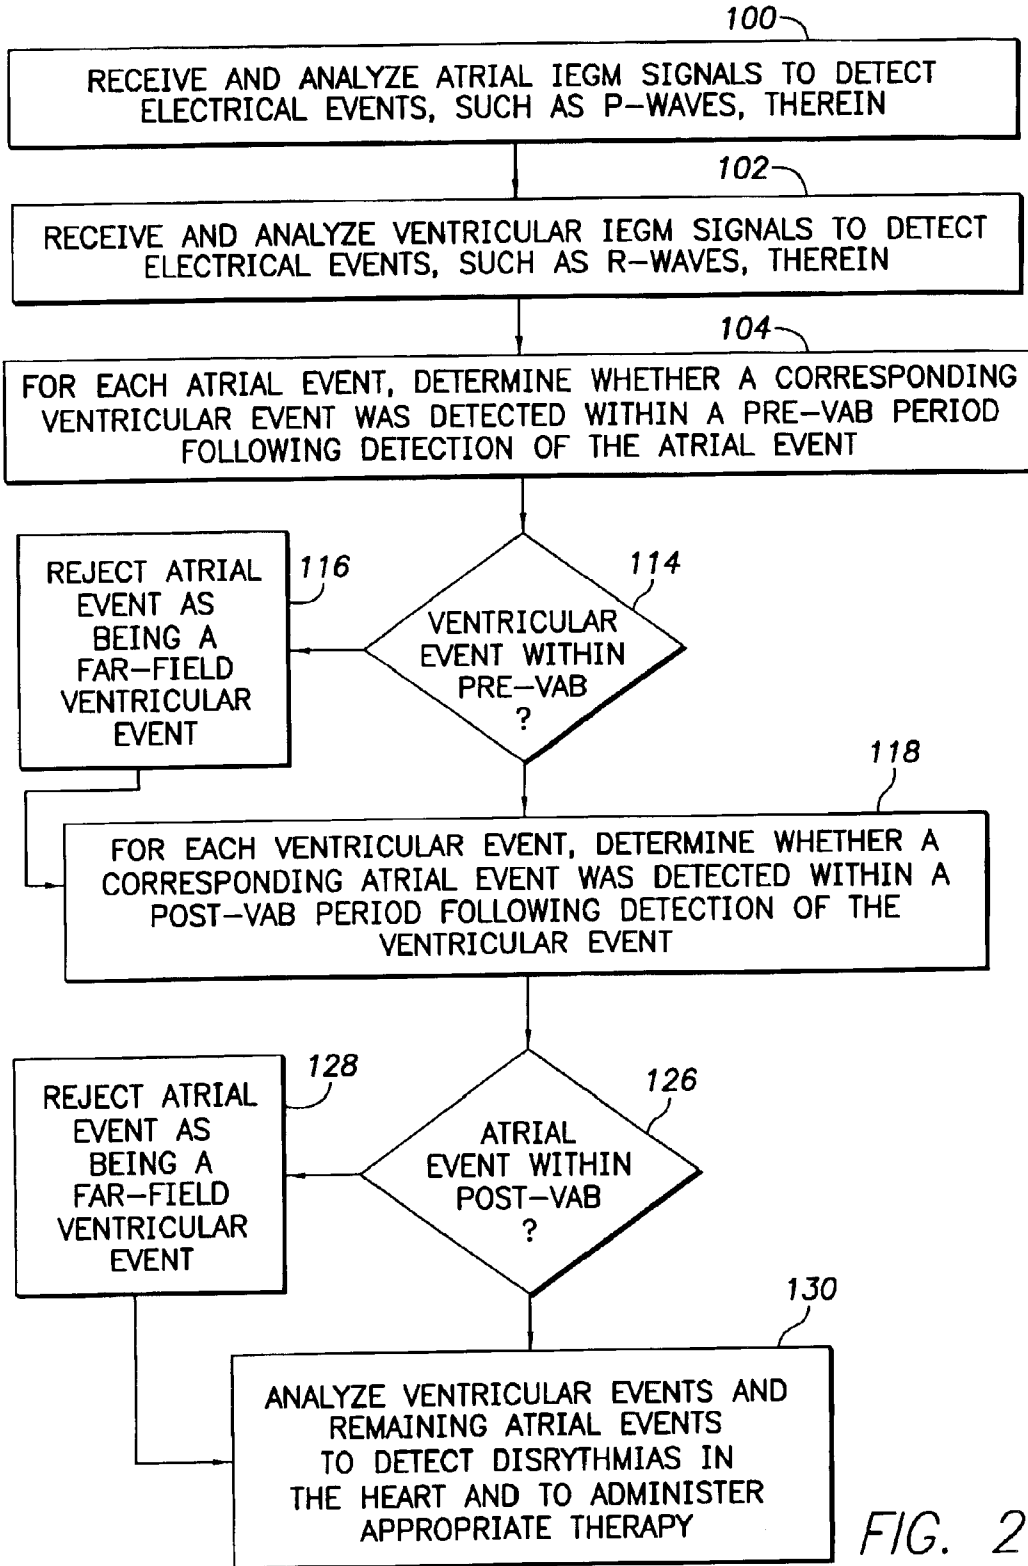 100
RECEIVE AND ANALYZE ATRIAL IEGM SIGNALS TO DETECT
ELECTRICAL EVENTS, SUCH AS P-WAVES, THEREIN
102
RECEIVE AND ANALYZE VENTRICULAR IEGM SIGNALS TO DETECT
ELECTRICAL EVENTS, SUCH AS R-WAVES, THEREIN
104
FOR EACH ATRIAL EVENT, DETERMINE WHETHER A CORRESPONDING
VENTRICULAR EVENT WAS DETECTED WITHIN A PRE-VAB PERIOD
FOLLOWING DETECTION OF THE ATRIAL EVENT
114
VENTRICULAR
EVENT WITHIN
PRE-VAB
?
116
REJECT ATRIAL
EVENT AS
BEING A
FAR-FIELD
VENTRICULAR
EVENT
118
FOR EACH VENTRICULAR EVENT, DETERMINE WHETHER A
CORRESPONDING ATRIAL EVENT WAS DETECTED WITHIN A
POST-VAB PERIOD FOLLOWING DETECTION OF THE
VENTRICULAR EVENT
126
ATRIAL
EVENT WITHIN
POST-VAB
?
128
REJECT ATRIAL
EVENT AS
BEING A
FAR-FIELD
VENTRICULAR
EVENT
130
ANALYZE VENTRICULAR EVENTS AND
REMAINING ATRIAL EVENTS
TO DETECT DISRYTHMIAS IN
THE HEART AND TO ADMINISTER
APPROPRIATE THERAPY
FIG. 2